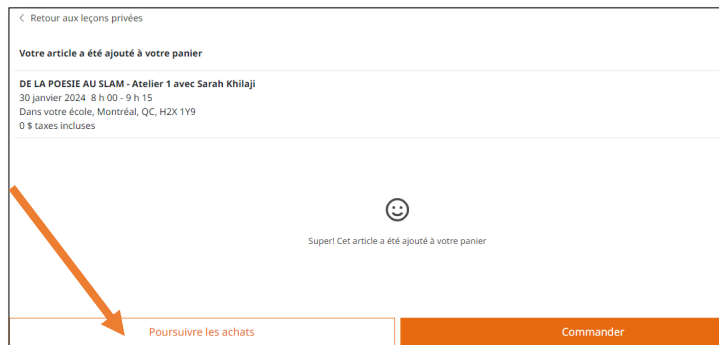 < Retour aux leçons privées
Votre article a été ajouté à votre panier
DE LA POESIE AU SLAM - Atelier 1 avec Sarah Khilaji
30 janvier 2024 8 h 00 - 9 h 15
Dans votre école, Montréal, QC, H2X 1Y9
0 $ taxes incluses
Super! Cet article a été ajouté à votre panier
Poursuivre les achats
Commander